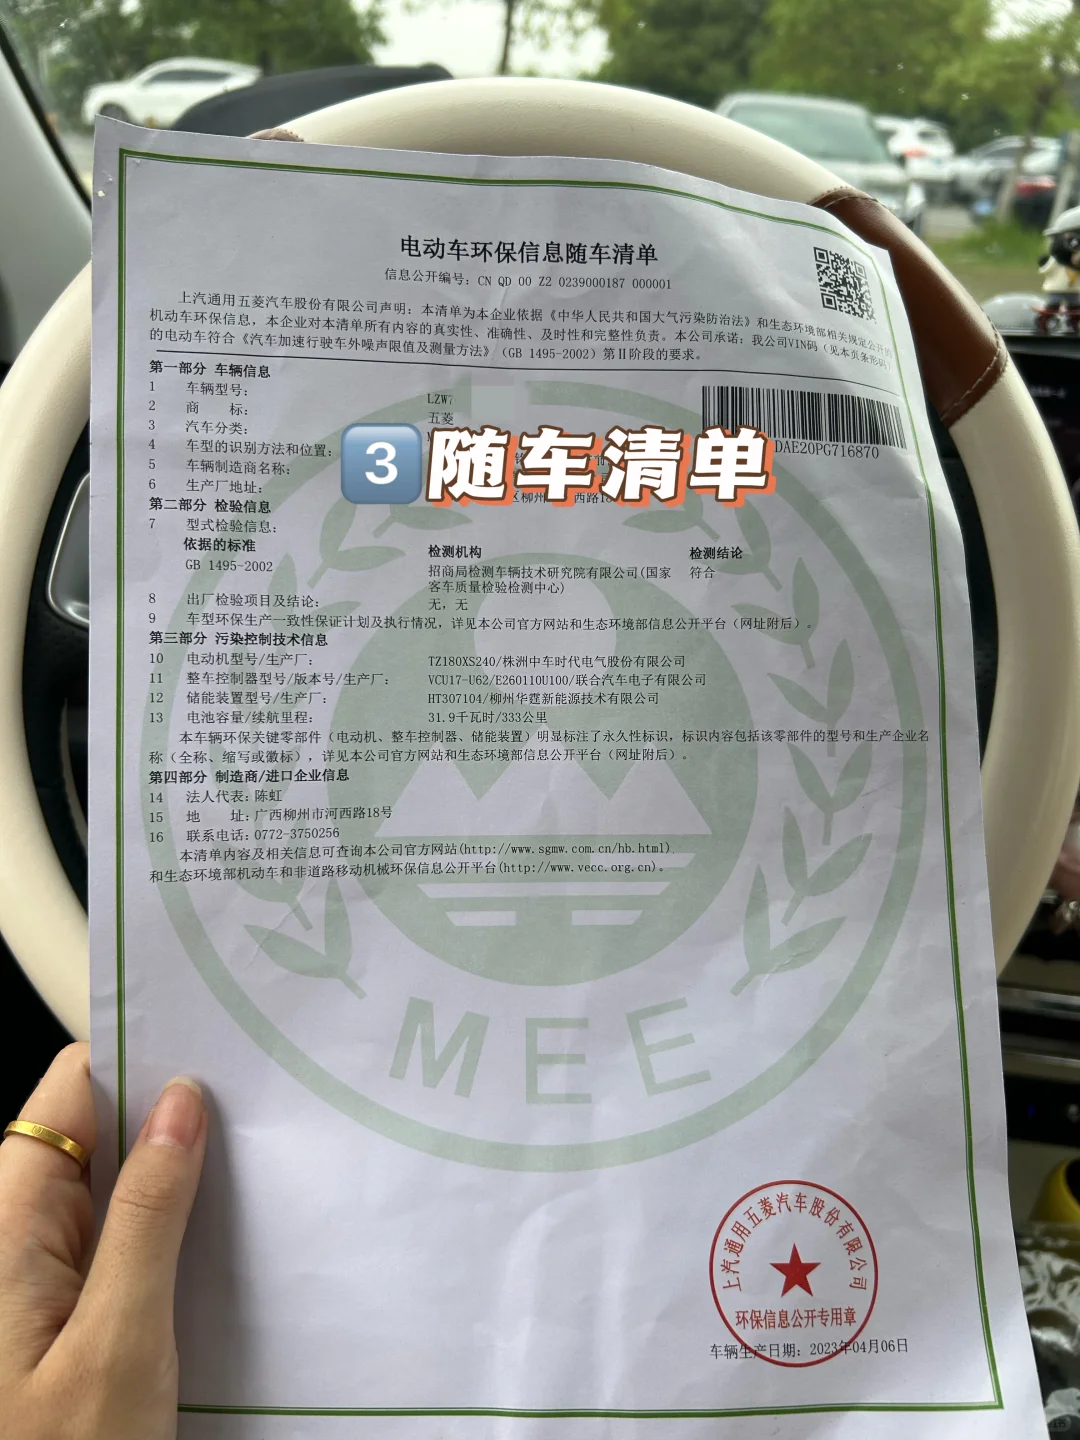 电动车环保信息随车清单
信息公开编号: CN QD 00 Z2 0239000187 000001
上汽通用五菱汽车股份有限公司声明: 本清单为本企业依据《中华人民共和国大气污染防治法》和生态环境部相关规定公开的
机动车环保信息, 本企业对本清单所有内容的真实性、准确性、及时性和完整性负责。本公司承诺: 我公司VIN码（见本页条形码）
的电动车符合《汽车加速行驶车外噪声限值及测量方法》(GB 1495-2002) 第Ⅱ阶段的要求。
第一部分 车辆信息
1 车辆型号: LZW7
2 商 标: 五菱
3 汽车分类:
4 车型的识别方法和位置:
5 车辆制造商名称:
6 生产厂地址: 区柳州 西路18
DAE20PG716870
3 随车清单
第二部分 检验信息
7 型式检验信息:
依据的标准 检测机构 检测结论
GB 1495-2002 招商局检测车辆技术研究院有限公司(国家 符合
客车质量检验检测中心)
8 出厂检验项目及结论: 无, 无
9 车型环保生产一致性保证计划及执行情况, 详见本公司官方网站和生态环境部信息公开平台（网址附后）。
第三部分 污染控制技术信息
10 电动机型号/生产厂: TZ180XS240/株洲中车时代电气股份有限公司
11 整车控制器型号/版本号/生产厂: VCU17-U62/E260110U100/联合汽车电子有限公司
12 储能装置型号/生产厂: HT307104/柳州华霆新能源技术有限公司
13 电池容量/续航里程: 31.9千瓦时/333公里
本车辆环保关键零部件（电动机、整车控制器、储能装置）明显标注了永久性标识, 标识内容包括该零部件的型号和生产企业名
称（全称、缩写或徽标）, 详见本公司官方网站和生态环境部信息公开平台（网址附后）。
第四部分 制造商/进口企业信息
14 法人代表: 陈虹
15 地 址: 广西柳州市河西路18号
16 联系电话: 0772-3750256
本清单内容及相关信息可查询本公司官方网站(http://www.sgmw.com.cn/hb.html)
和生态环境部机动车和非道路移动机械环保信息公开平台(http://www.vecc.org.cn)。
MEE
上汽通用五菱汽车股份有限公司
环保信息公开专用章
车辆生产日期: 2023年04月06日